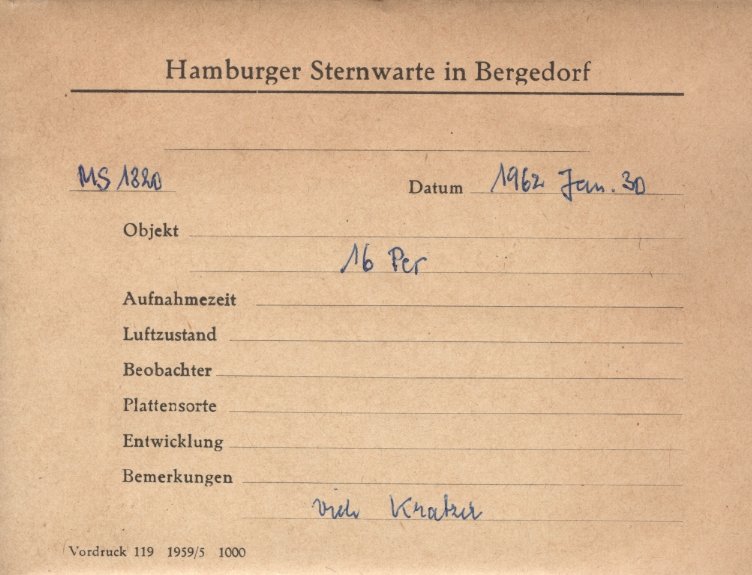 Hamburger Sternwarte in Bergedorf
MS 1320 Datum 1962 Jan. 30
Objekt
16 Per
Aufnahmezeit
Luftzustand
Beobachter
Plattensorte
Entwicklung
Bemerkungen
viele Kratzer
Vordruck 119 1959/5 1000